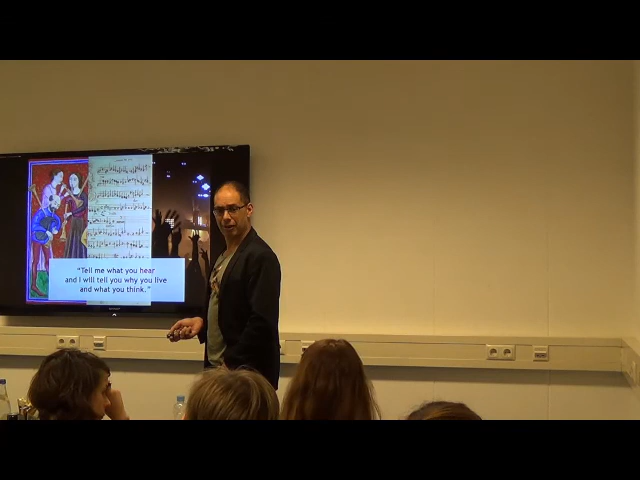 “Tell me what you hear
and I will tell you why you live
and what you think.”